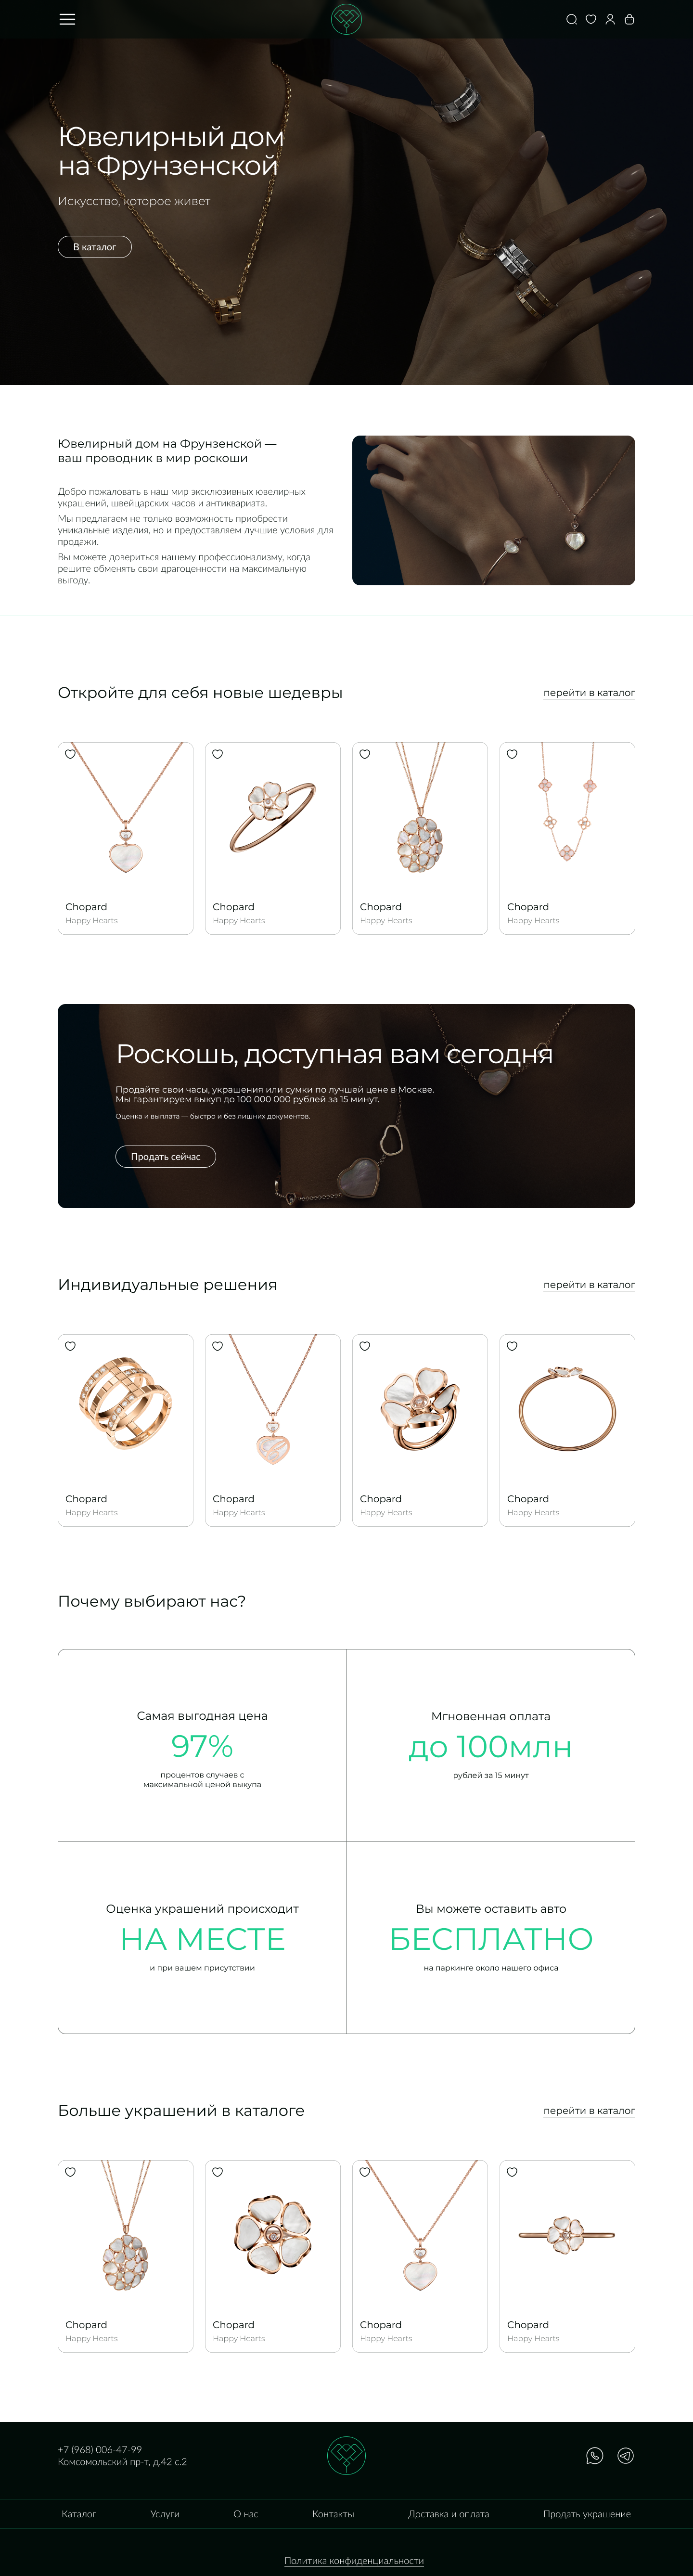 Ювелирный дом
на Фрунзенской
Искусство, которое живет
В каталог
Ювелирный дом на Фрунзенской —
ваш проводник в мир роскоши
Добро пожаловать в наш мир эксклюзивных ювелирных
украшений, швейцарских часов и антиквариата.
Мы предлагаем не только возможность приобрести
уникальные изделия, но и предоставляем лучшие условия для
продажи.
Вы можете довериться нашему профессионализму, когда
решите обменять свои драгоценности на максимальную
выгоду.
Откройте для себя новые шедевры
перейти в каталог
Chopard
Happy Hearts
Chopard
Happy Hearts
Chopard
Happy Hearts
Chopard
Happy Hearts
Роскошь, доступная вам сегодня
Продайте свои часы, украшения или сумки по лучшей цене в Москве.
Мы гарантируем выкуп до 100 000 000 рублей за 15 минут.
Оценка и выплата — быстро и без лишних документов.
Продать сейчас
Индивидуальные решения
перейти в каталог
Chopard
Happy Hearts
Chopard
Happy Hearts
Chopard
Happy Hearts
Chopard
Happy Hearts
Почему выбирают нас?
Самая выгодная цена
97%
процентов случаев с
максимальной ценой выкупа
Мгновенная оплата
до 100млн
рублей за 15 минут
Оценка украшений происходит
НА МЕСТЕ
и при вашем присутствии
Вы можете оставить авто
БЕСПЛАТНО
на паркинге около нашего офиса
Больше украшений в каталоге
перейти в каталог
Chopard
Happy Hearts
Chopard
Happy Hearts
Chopard
Happy Hearts
Chopard
Happy Hearts
+7 (968) 006-47-99
Комсомольский пр-т, д.42 с.2
Каталог
Услуги
О нас
Контакты
Доставка и оплата
Продать украшение
Политика конфиденциальности